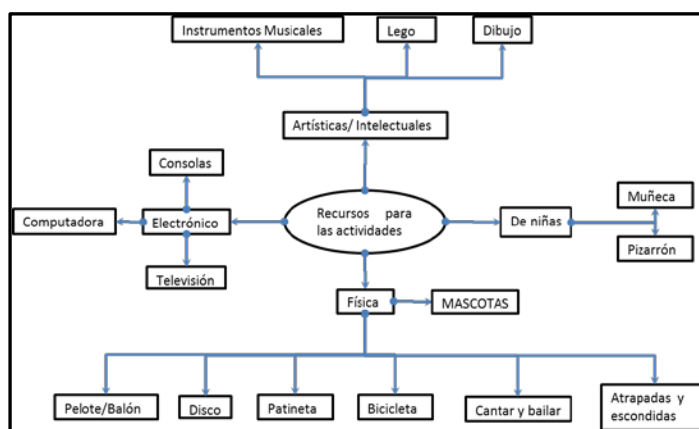 Instrumentos Musicales
Lego
Dibujo
Artísticas/ Intelectuales
Consolas
Computadora
Electrónico
Televisión
Recursos para
las actividades
De niñas
Muñeca
Pizarrón
Física
MASCOTAS
Pelote/Balón
Disco
Patineta
Bicicleta
Cantar y bailar
Atrapadas y
escondidas